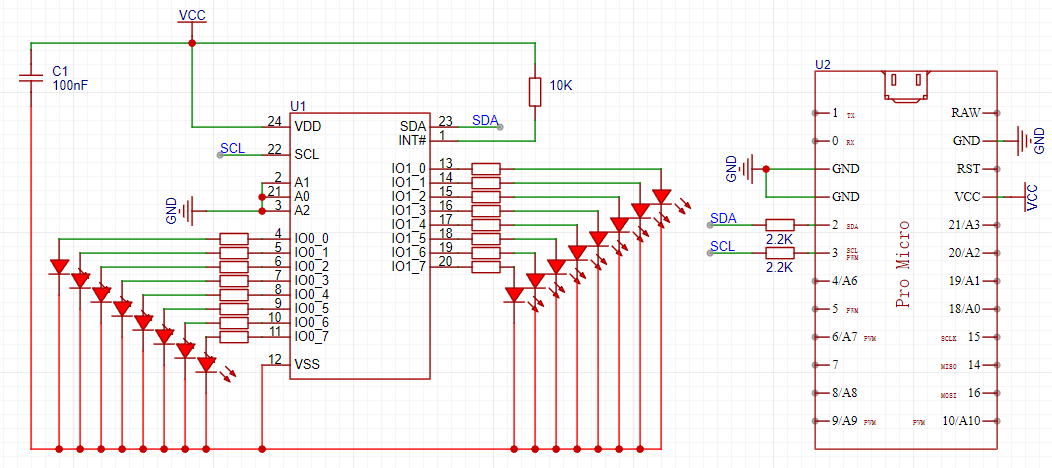 VCC
C1
100nF
10K
U1
24 VDD
SDA 23 SDA
INT# 1
SCL 22 SCL
2 A1
21 A0
3 A2
GND
IO1_0 13
IO1_1 14
IO1_2 15
IO1_3 16
IO1_4 17
IO1_5 18
IO1_6 19
IO1_7 20
4 IO0_0
5 IO0_1
6 IO0_2
7 IO0_3
8 IO0_4
9 IO0_5
10 IO0_6
11 IO0_7
12 VSS
U2
1 TX
0 RX
GND
GND
GND
SDA
2.2K
2 SDA
SCL
2.2K
3 SCL PWM
4/A6
5 PWM
6/A7 PWM
7
8/A8
9/A9 PWM
Pro Micro
RAW
GND
GND
RST
VCC
VCC
21/A3
20/A2
19/A1
18/A0
SCLK 15
MISO 14
MOSI 16
PWM 10/A10